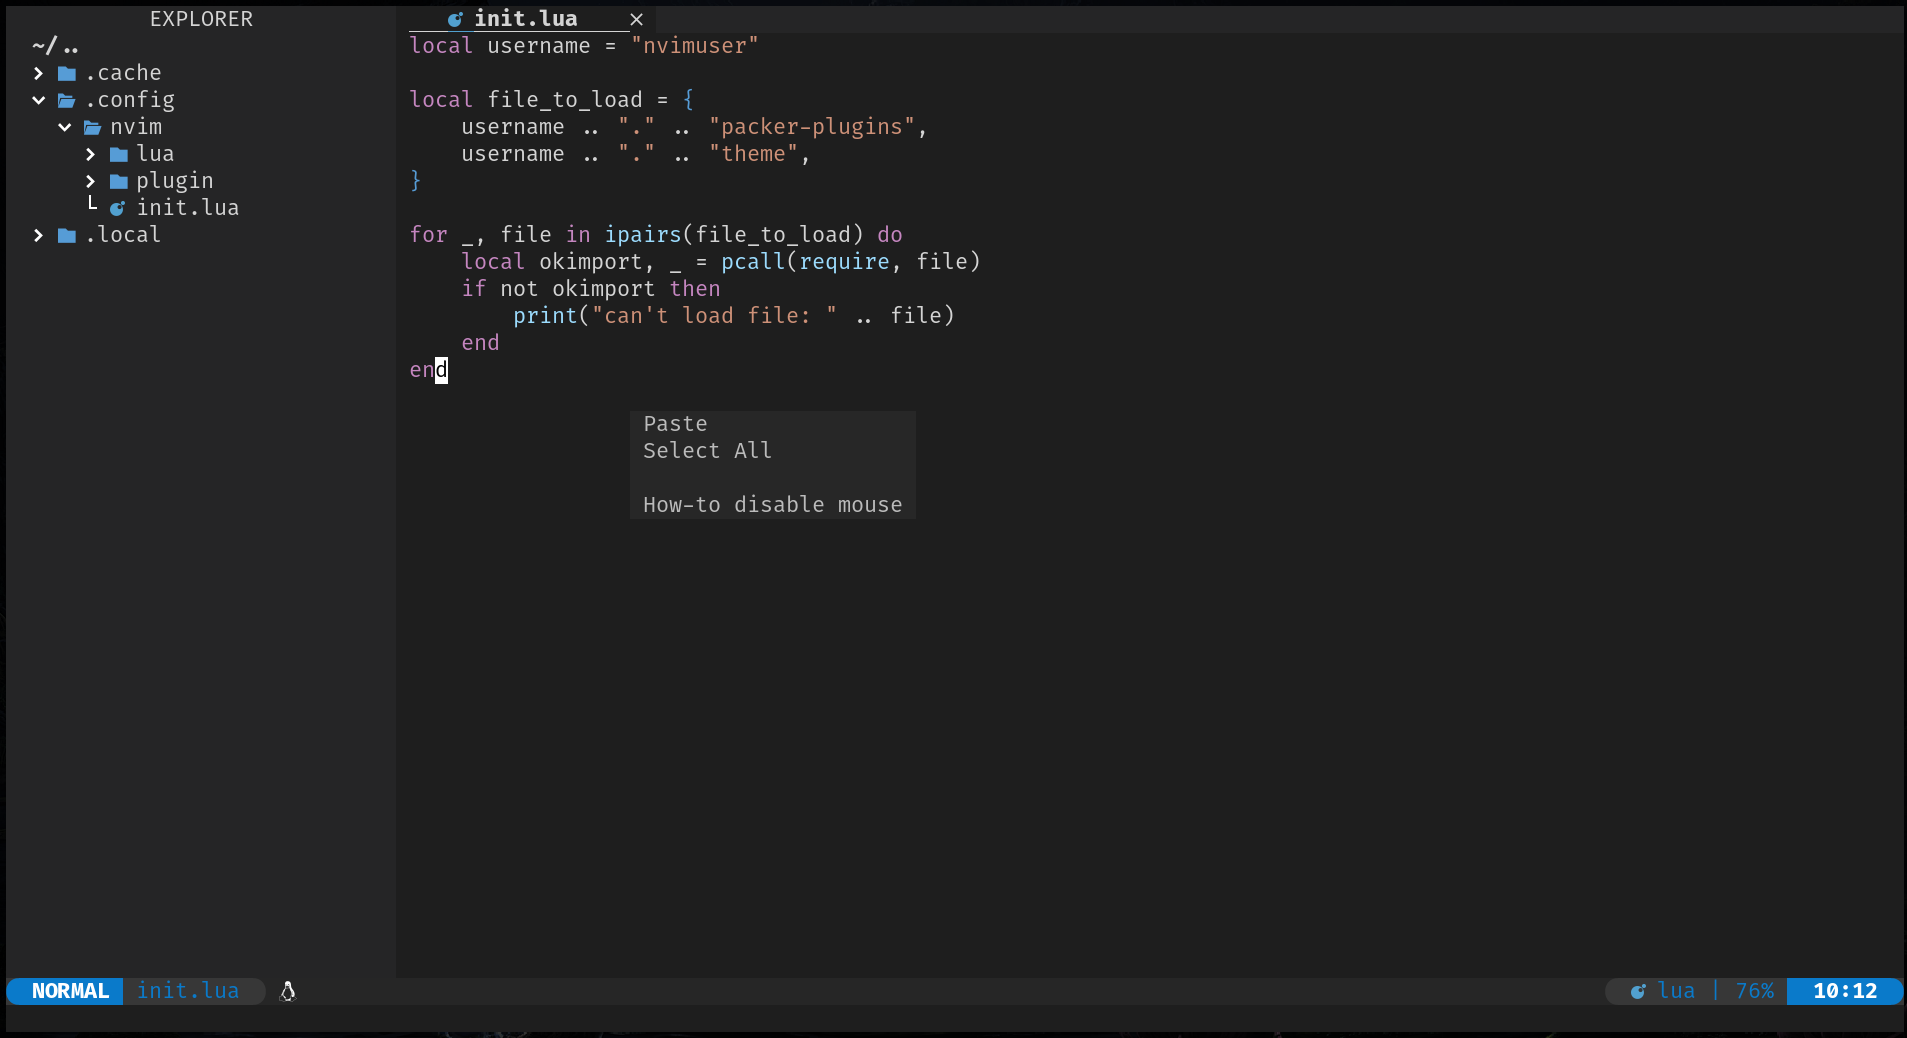 EXPLORER
~/..
.cache
.config
nvim
lua
plugin
init.lua
.local
init.lua ×
local username = "nvimuser"
local file_to_load = {
    username .. "." .. "packer-plugins",
    username .. "." .. "theme",
}
for _, file in ipairs(file_to_load) do
    local okimport, _ = pcall(require, file)
    if not okimport then
        print("can't load file: " .. file)
    end
end
Paste
Select All
How-to disable mouse
NORMAL init.lua lua | 76% 10:12